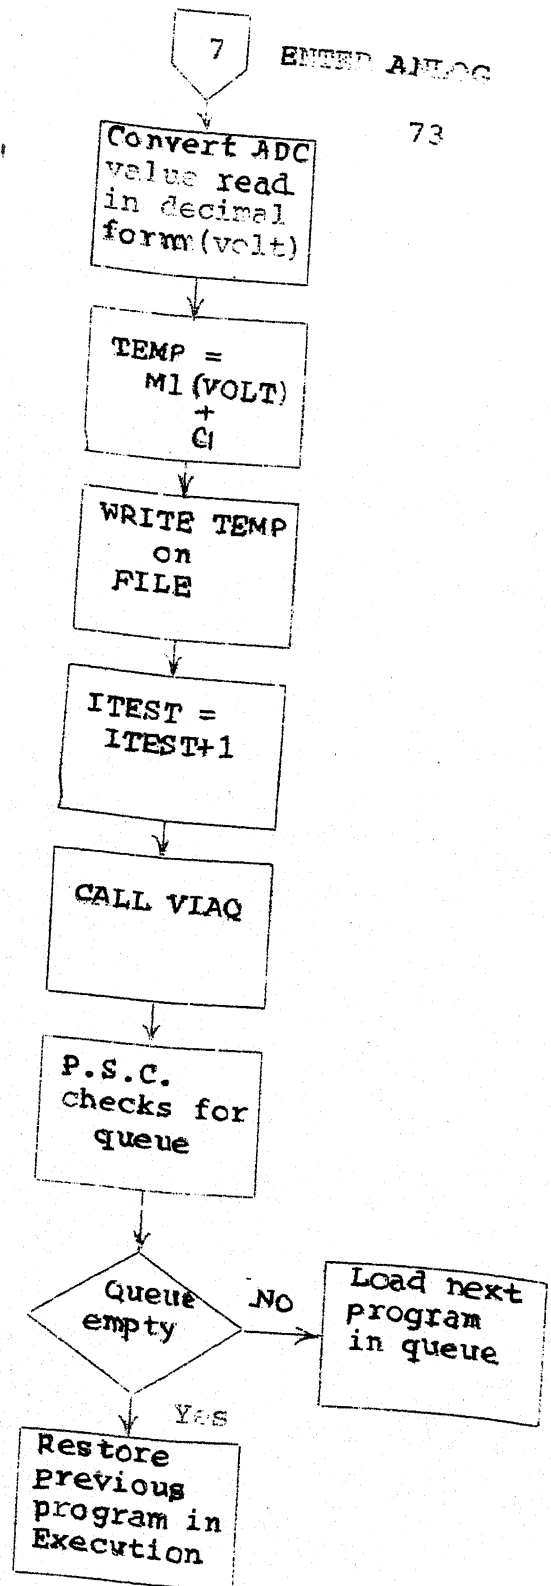 7
ENTER ANLOG
73
Convert ADC
value read
in decimal
form(volt)
TEMP =
M1(VOLT)
+
C1
WRITE TEMP
on
FILE
ITEST =
ITEST+1
CALL VIAQ
P.S.C.
checks for
queue
Queue
empty
NO
Load next
program
in queue
Yes
Restore
previous
program in
Execution